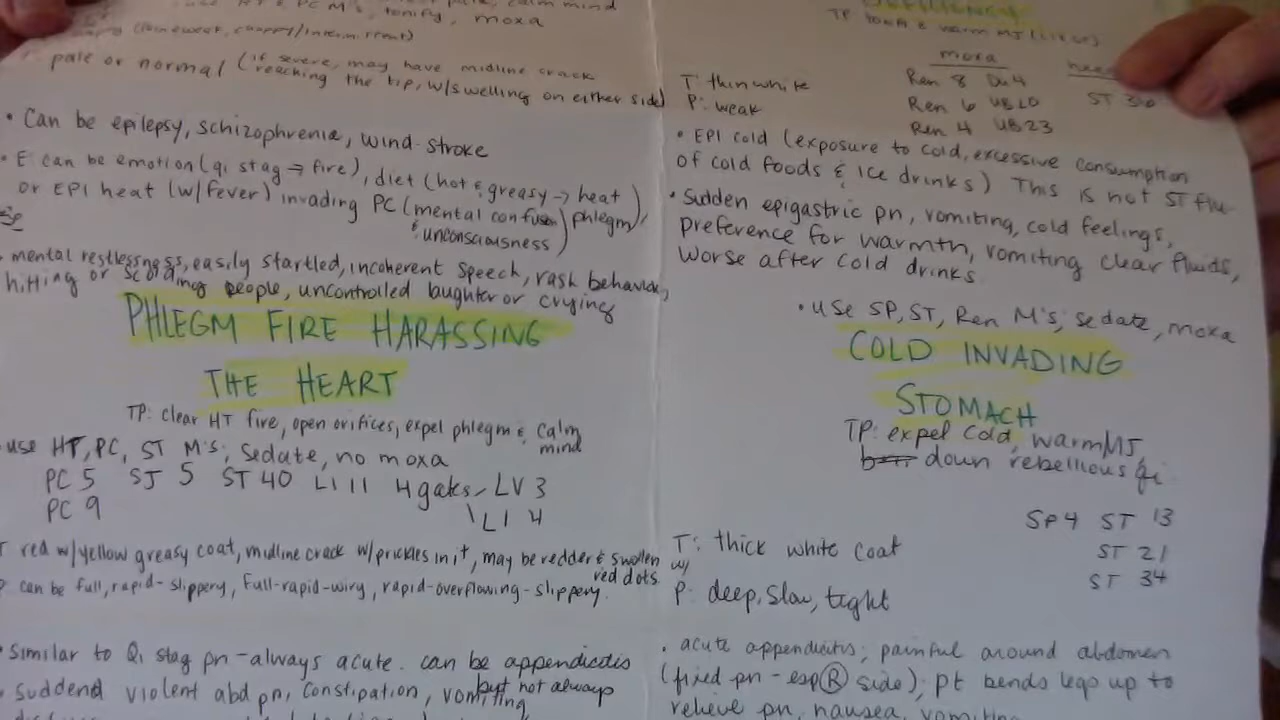 use HT & PC M's, tonify, moxa
pale or normal (if severe, may have midline crack
reaching the tip, w/swelling on either side)
• Can be epilepsy, schizophrenia, wind-stroke
• E can be emotion (qi stag → fire), diet (hot & greasy → heat
phlegm),
or EPI heat (w/fever) invading PC (mental confusn
& unconsciousness)
• mental restlessness, easily startled, incoherent speech, rash behavior,
hitting or scolding people, uncontrolled laughter or crying
PHLEGM FIRE HARASSING
THE HEART
TP: clear HT fire, open orifices, expel phlegm & calm
mind
• use HT, PC, ST M's; sedate, no moxa
PC 5 SJ 5 ST 40 LI 11 4 gates - LV 3
PC 9 \ LI 4
T red w/yellow greasy coat, midline crack w/prickles in it, may be redder & swollen
w/ red dots
P can be full, rapid-slippery, full-rapid-wiry, rapid-overflowing-slippery.
• Similar to Qi stag pn - always acute. can be appendicitis
but not always
• suddend violent abd pn, constipation, vomiting,
moxa
T: thin white Ren 8 Du 4
P: weak Ren 6 UB20 ST 36
Ren 4 UB23
• EPI cold (exposure to cold, excessive consumption
of cold foods & ice drinks) This is not ST flu
• Sudden epigastric pn, vomiting, cold feelings,
preference for warmth, vomiting clear fluids,
worse after cold drinks.
• use SP, ST, Ren M's; sedate, moxa
COLD INVADING
STOMACH
TP: expel cold, warm MJ,
down rebellious Qi
SP4 ST 13
ST 21
ST 34
T: thick white coat
P: deep, slow, tight
• acute appendicitis; painful around abdomen
(fixed pn - esp Ⓡ side); pt bends legs up to
relieve pn, nausea, vomiting